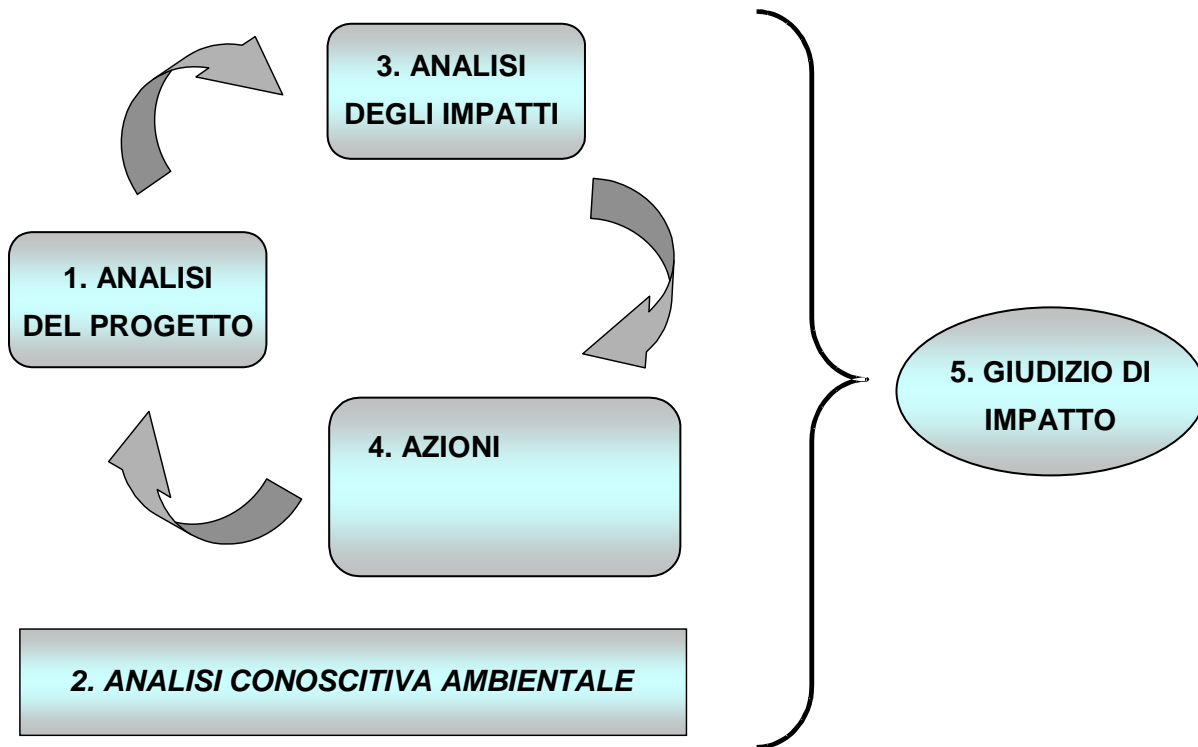 3. ANALISI
DEGLI IMPATTI
1. ANALISI
DEL PROGETTO
5. GIUDIZIO DI
IMPATTO
4. AZIONI
2. ANALISI CONOSCITIVA AMBIENTALE